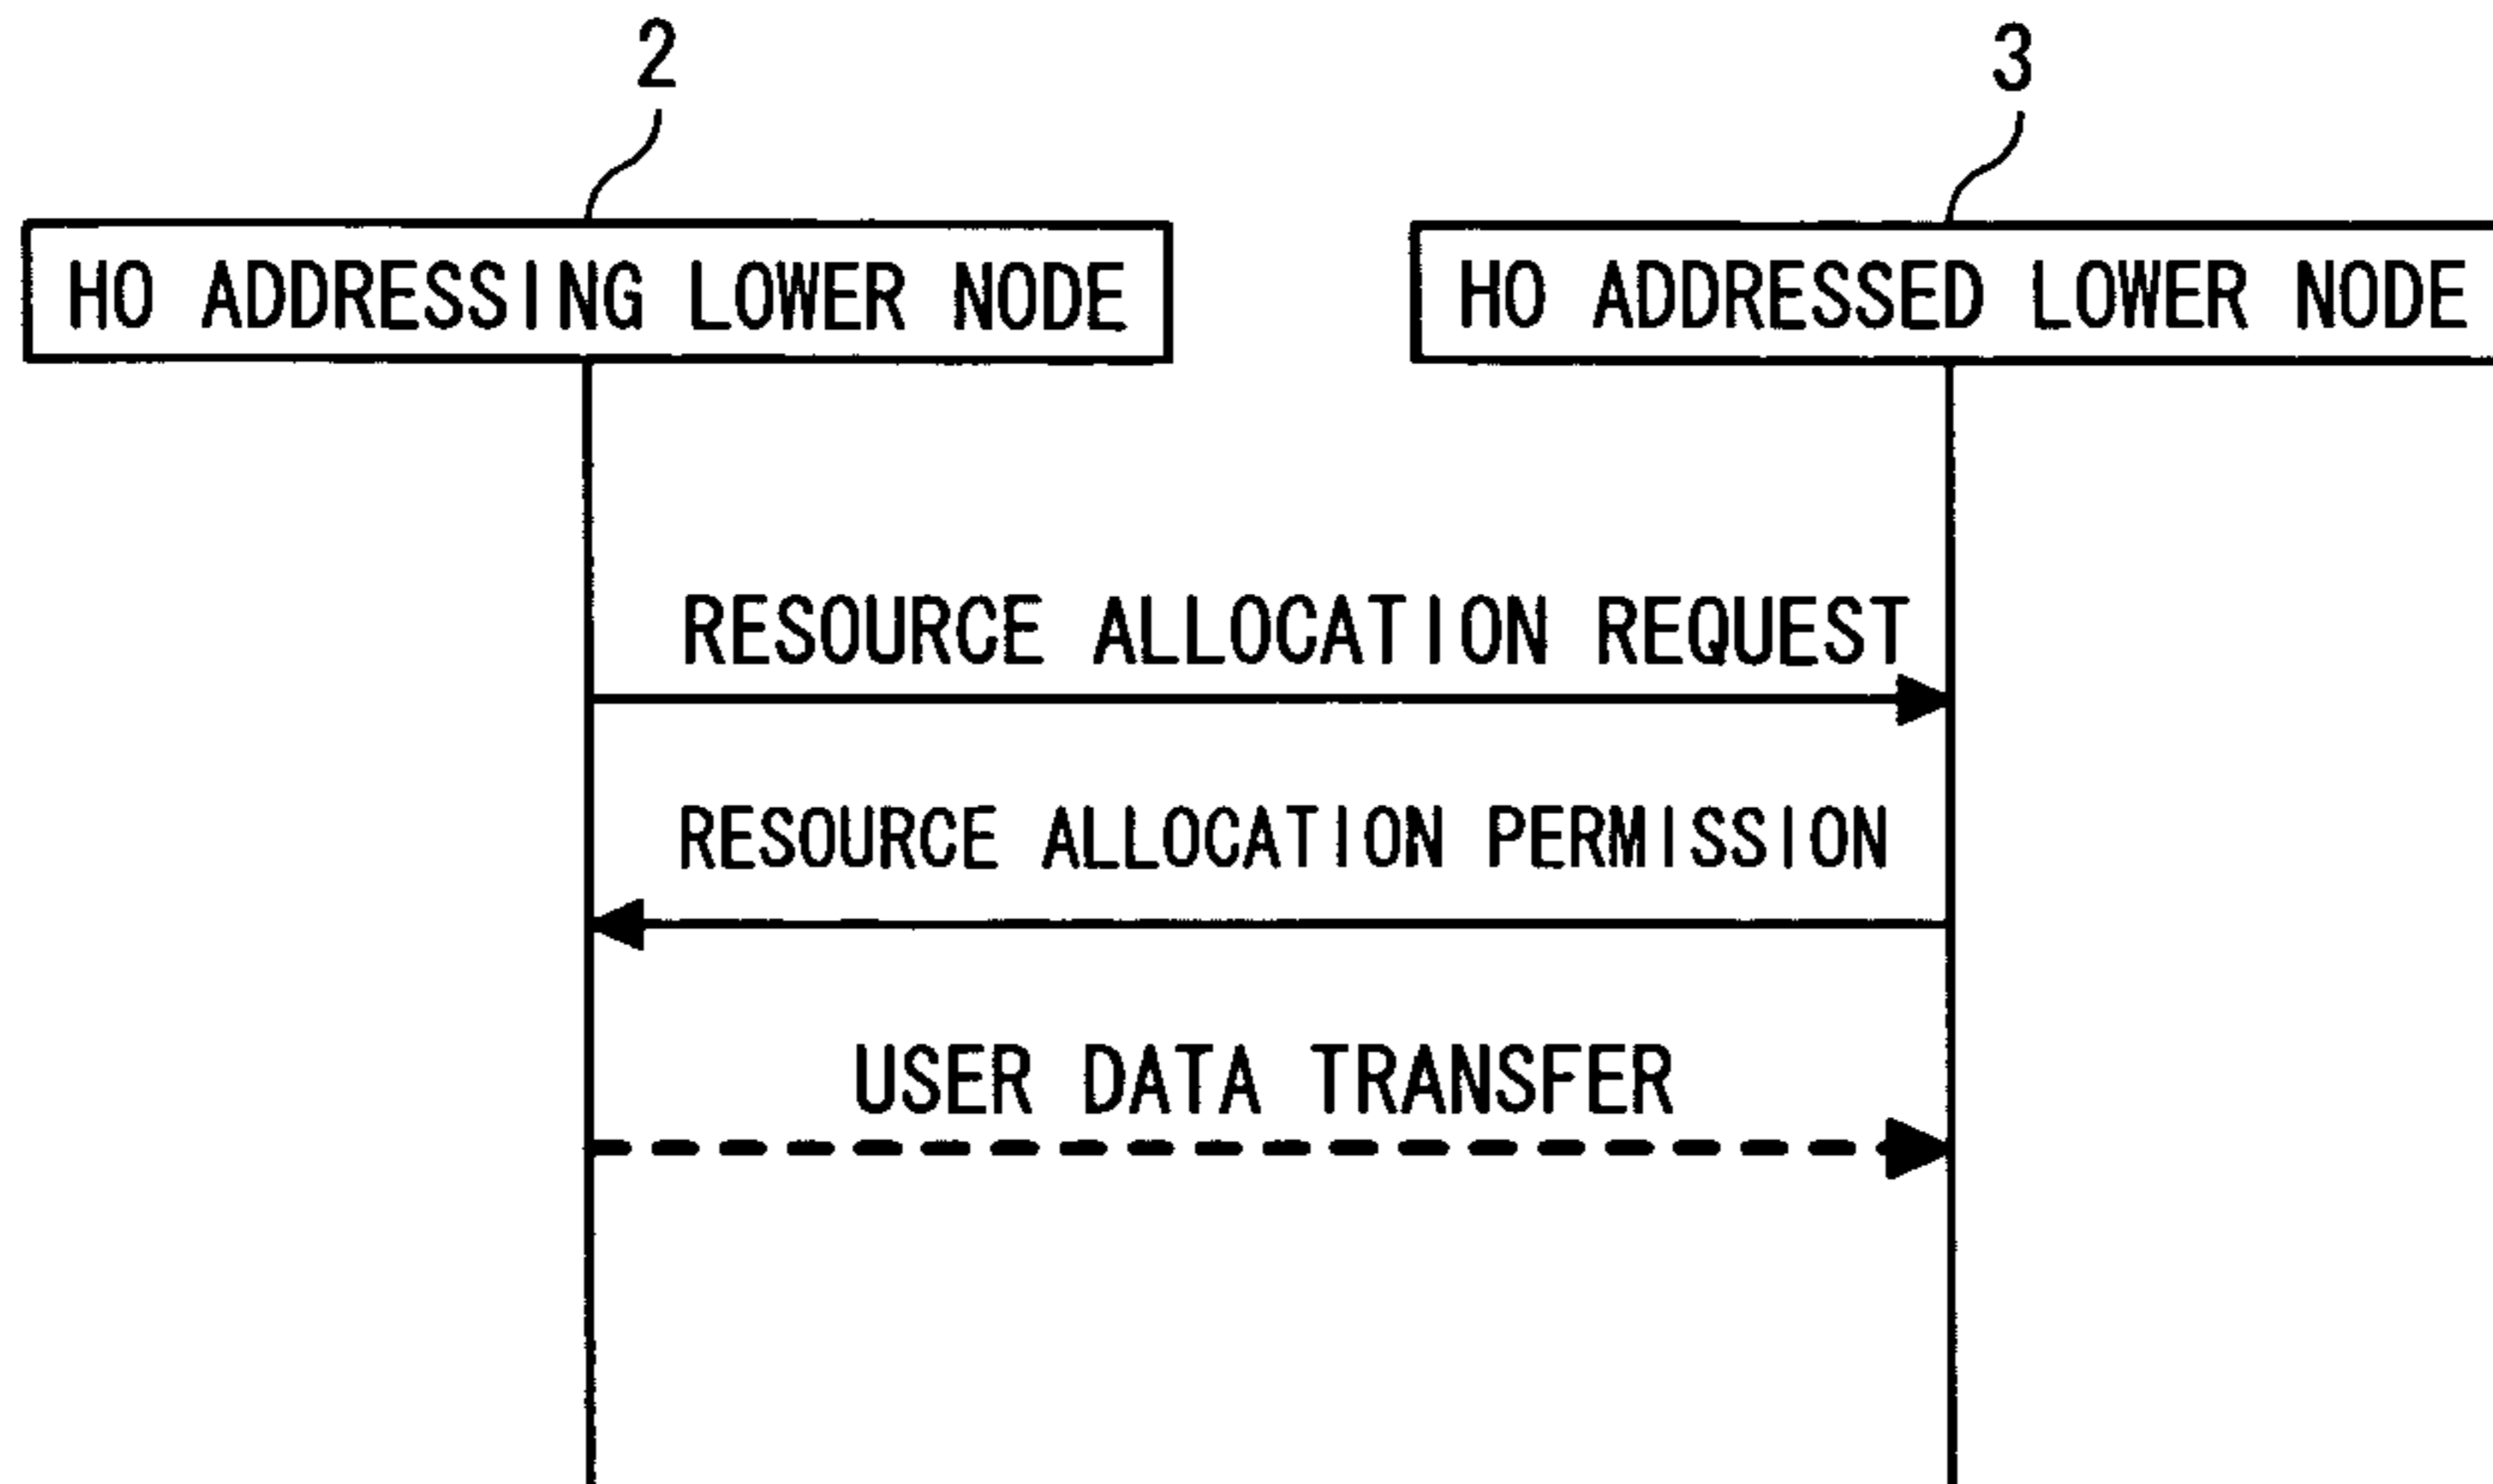 2
3
HO ADDRESSING LOWER NODE
HO ADDRESSED LOWER NODE
RESOURCE ALLOCATION REQUEST
RESOURCE ALLOCATION PERMISSION
USER DATA TRANSFER